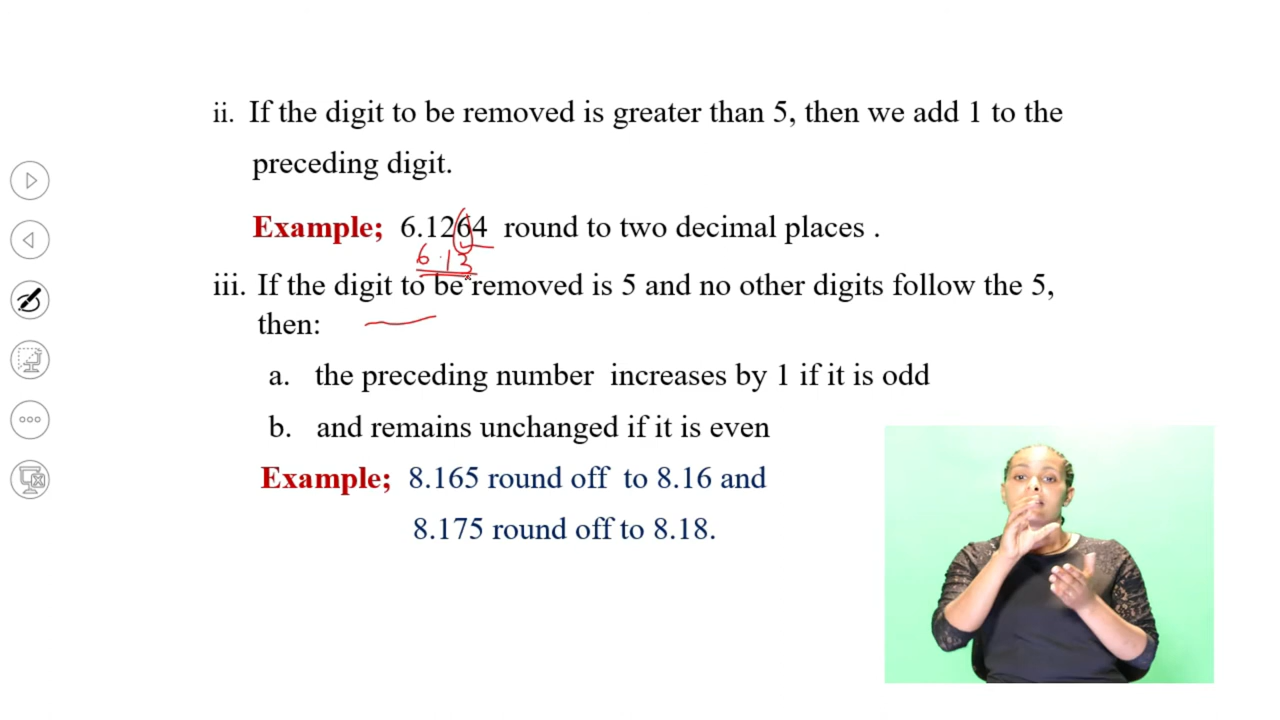 ii. If the digit to be removed is greater than 5, then we add 1 to the
preceding digit.
Example; 6.1264 round to two decimal places .
6.13
iii. If the digit to be removed is 5 and no other digits follow the 5,
then:
a. the preceding number increases by 1 if it is odd
b. and remains unchanged if it is even
Example; 8.165 round off to 8.16 and
8.175 round off to 8.18.